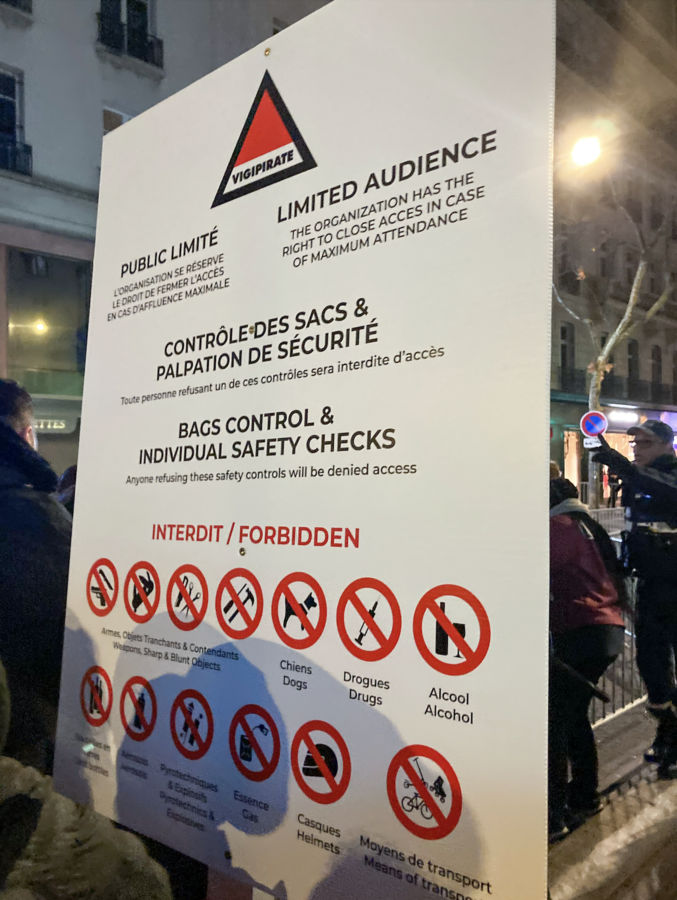 VIGIPIRATE
PUBLIC LIMITÉ
L'ORGANISATION SE RÉSERVE
LE DROIT DE FERMER L'ACCÈS
EN CAS D'AFFLUENCE MAXIMALE
LIMITED AUDIENCE
THE ORGANIZATION HAS THE
RIGHT TO CLOSE ACCES IN CASE
OF MAXIMUM ATTENDANCE
CONTRÔLE DES SACS &
PALPATION DE SÉCURITÉ
Toute personne refusant un de ces contrôles sera interdite d'accès
BAGS CONTROL &
INDIVIDUAL SAFETY CHECKS
Anyone refusing these safety controls will be denied access
INTERDIT / FORBIDDEN
Armes, Objets Tranchants & Contendants
Weapons, Sharp & Blunt Objects
Chiens
Dogs
Drogues
Drugs
Alcool
Alcohol
Aérosols
Aerosols
Pyrotechniques
& Explosifs
Pyrotechnics &
Explosives
Essence
Gas
Casques
Helmets
Moyens de transport
Means of transpo
ETTES